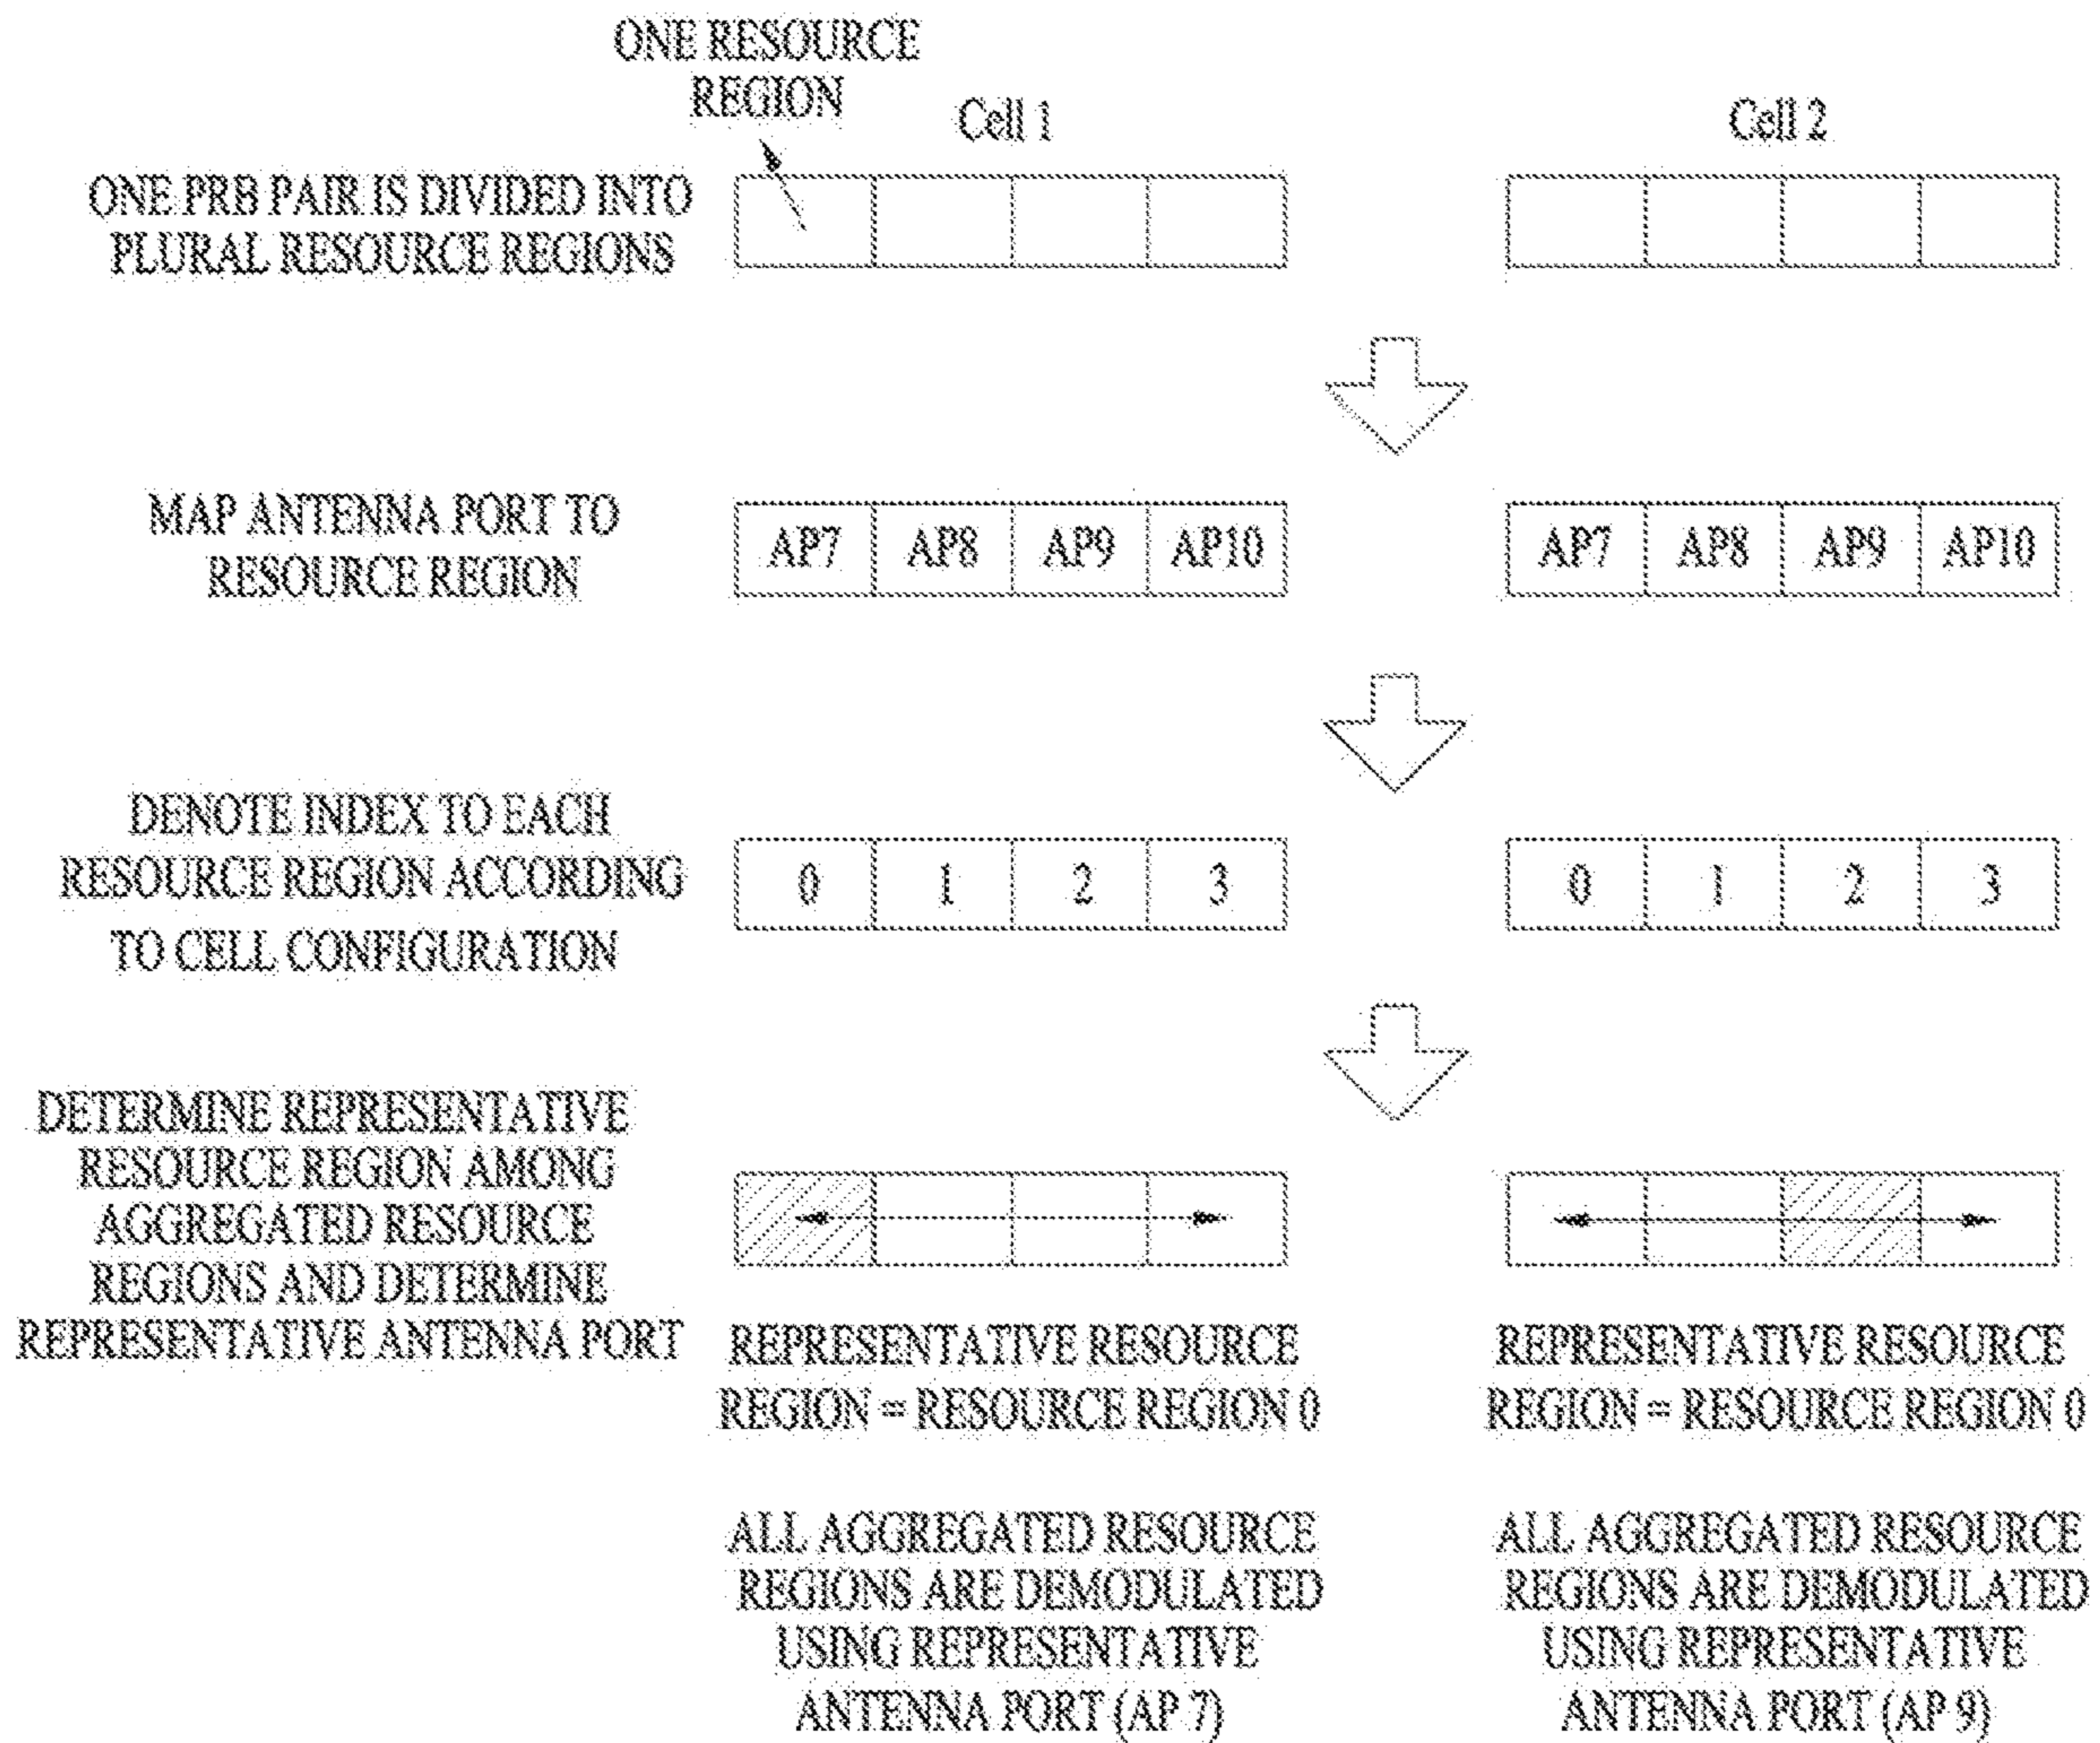 ONE RESOURCE
REGION
Cell 1
Cell 2
ONE PRB PAIR IS DIVIDED INTO
PLURAL RESOURCE REGIONS
MAP ANTENNA PORT TO
RESOURCE REGION
AP7 AP8 AP9 AP10
AP7 AP8 AP9 AP10
DENOTE INDEX TO EACH
RESOURCE REGION ACCORDING
TO CELL CONFIGURATION
0 1 2 3
0 1 2 3
DETERMINE REPRESENTATIVE
RESOURCE REGION AMONG
AGGREGATED RESOURCE
REGIONS AND DETERMINE
REPRESENTATIVE ANTENNA PORT
REPRESENTATIVE RESOURCE
REGION = RESOURCE REGION 0
REPRESENTATIVE RESOURCE
REGION = RESOURCE REGION 0
ALL AGGREGATED RESOURCE
REGIONS ARE DEMODULATED
USING REPRESENTATIVE
ANTENNA PORT (AP 7)
ALL AGGREGATED RESOURCE
REGIONS ARE DEMODULATED
USING REPRESENTATIVE
ANTENNA PORT (AP 9)